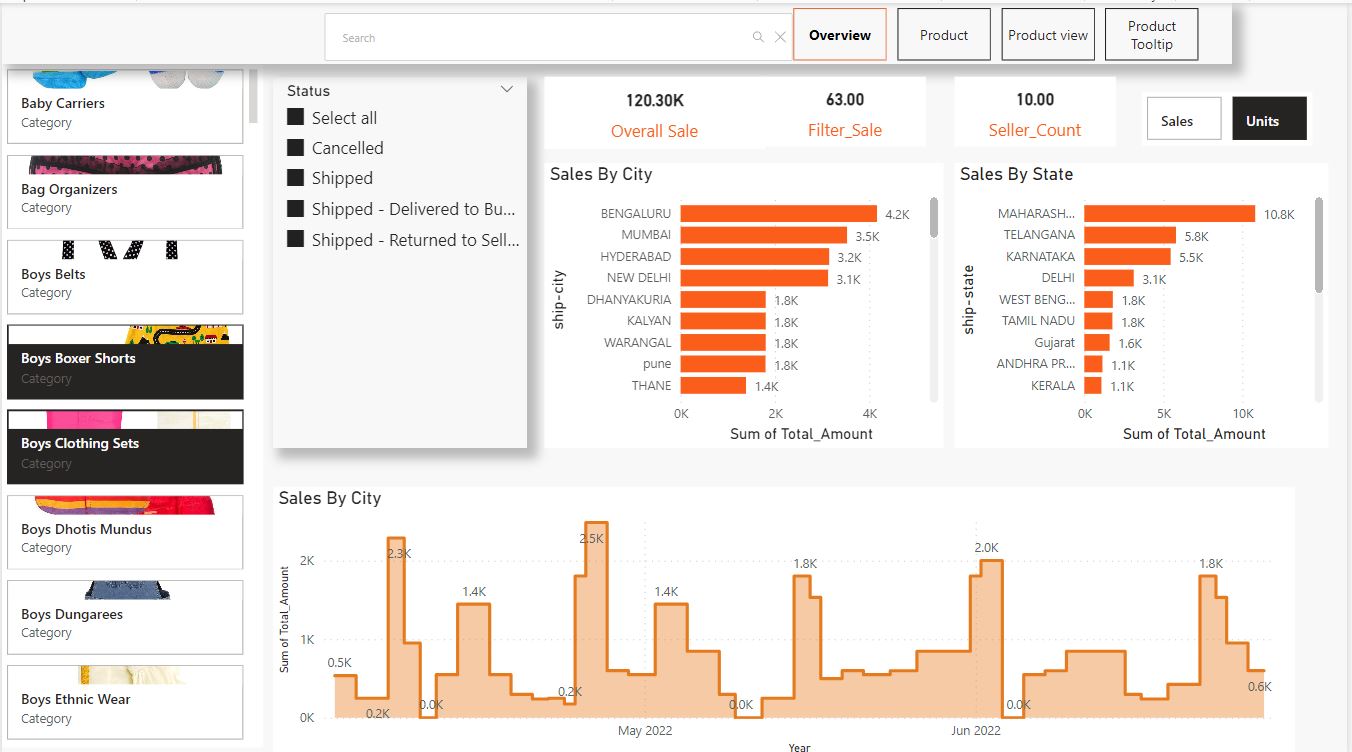 Search
Overview
Product
Product view
Product
Tooltip
Baby Carriers
Category
Bag Organizers
Category
Boys Belts
Category
Boys Boxer Shorts
Category
Boys Clothing Sets
Category
Boys Dhotis Mundus
Category
Boys Dungarees
Category
Boys Ethnic Wear
Category
Status
Select all
Cancelled
Shipped
Shipped - Delivered to Bu...
Shipped - Returned to Sell...
120.30K
Overall Sale
63.00
Filter_Sale
10.00
Seller_Count
Sales
Units
Sales By City
ship-city
BENGALURU 4.2K
MUMBAI 3.5K
HYDERABAD 3.2K
NEW DELHI 3.1K
DHANYAKURIA 1.8K
KALYAN 1.8K
WARANGAL 1.8K
pune 1.8K
THANE 1.4K
0K 2K 4K
Sum of Total_Amount
Sales By State
ship-state
MAHARASH... 10.8K
TELANGANA 5.8K
KARNATAKA 5.5K
DELHI 3.1K
WEST BENG... 1.8K
TAMIL NADU 1.8K
Gujarat 1.6K
ANDHRA PR... 1.1K
KERALA 1.1K
0K 5K 10K
Sum of Total_Amount
Sales By City
Sum of Total_Amount
2K
1K
0K
0.5K
0.2K
2.3K
0.0K
1.4K
0.2K
2.5K
1.4K
0.0K
1.8K
2.0K
0.0K
1.8K
0.6K
May 2022
Jun 2022
Year